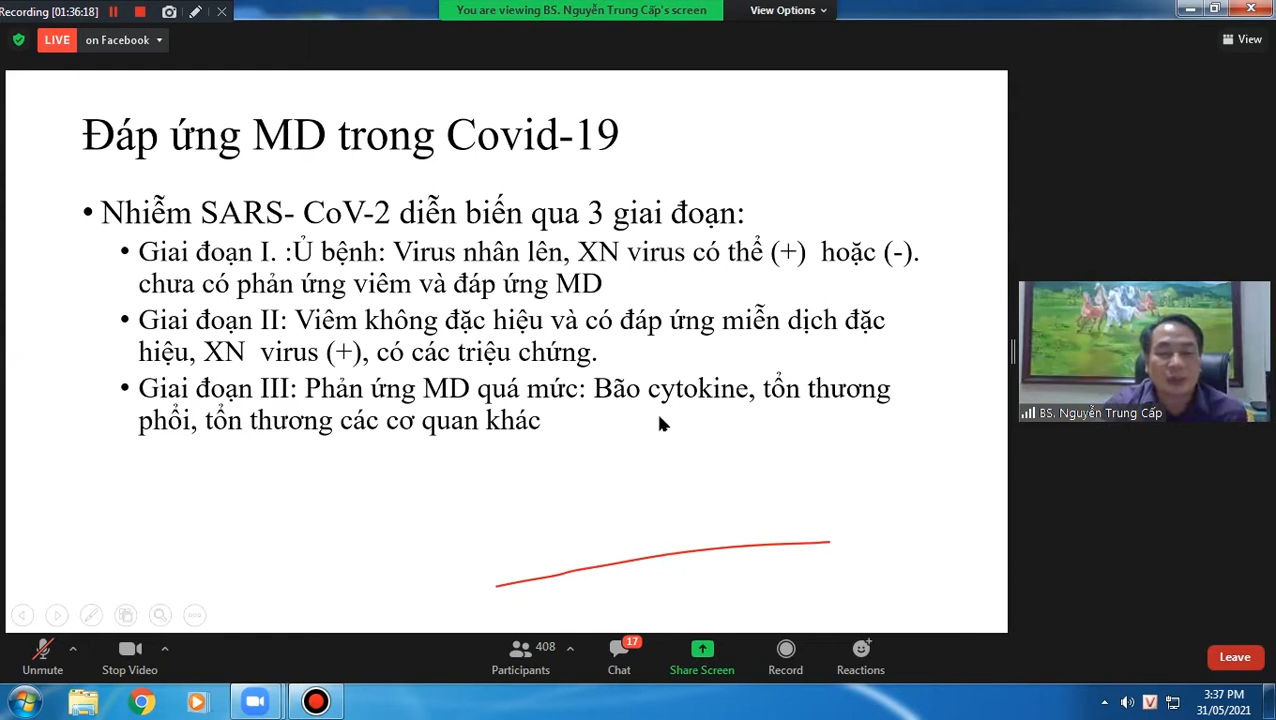 Recording [01:36:18]
You are viewing BS. Nguyễn Trung Cấp's screen
View Options
LIVE on Facebook
View
Đáp ứng MD trong Covid-19
• Nhiễm SARS- CoV-2 diễn biến qua 3 giai đoạn:
• Giai đoạn I. :Ủ bệnh: Virus nhân lên, XN virus có thể (+) hoặc (-).
chưa có phản ứng viêm và đáp ứng MD
• Giai đoạn II: Viêm không đặc hiệu và có đáp ứng miễn dịch đặc
hiệu, XN virus (+), có các triệu chứng.
• Giai đoạn III: Phản ứng MD quá mức: Bão cytokine, tổn thương
phổi, tổn thương các cơ quan khác
BS. Nguyễn Trung Cấp
408
17
Unmute
Stop Video
Participants
Chat
Share Screen
Record
Reactions
Leave
V
3:37 PM
31/05/2021